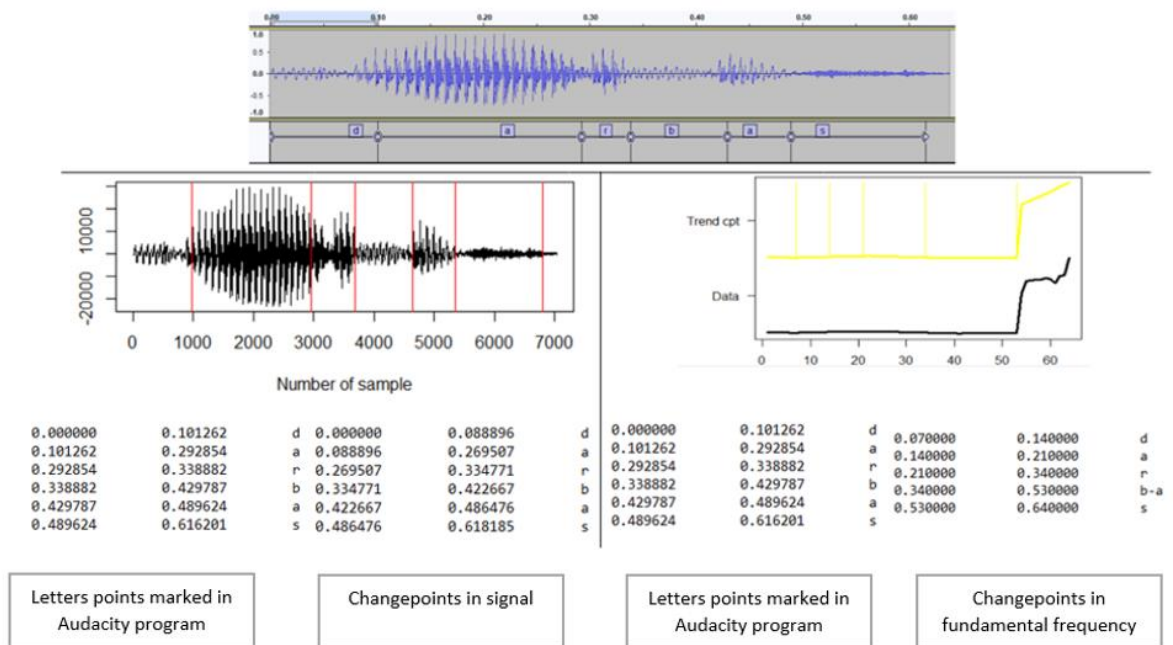 0.00 0.10 0.20 0.30 0.40 0.50 0.60
1.0
0.5
0.0
-0.5
-1.0
d a r b a s
10000
-20000
0 1000 2000 3000 4000 5000 6000 7000
Number of sample
Trend cpt
Data
0 10 20 30 40 50 60
0.000000 0.101262 d
0.101262 0.292854 a
0.292854 0.338882 r
0.338882 0.429787 b
0.429787 0.489624 a
0.489624 0.616201 s
0.000000 0.088896 d
0.088896 0.269507 a
0.269507 0.334771 r
0.334771 0.422667 b
0.422667 0.486476 a
0.486476 0.618185 s
0.000000 0.101262 d
0.101262 0.292854 a
0.292854 0.338882 r
0.338882 0.429787 b
0.429787 0.489624 a
0.489624 0.616201 s
0.070000 0.140000 d
0.140000 0.210000 a
0.210000 0.340000 r
0.340000 0.530000 b-a
0.530000 0.640000 s
Letters points marked in
Audacity program
Changepoints in signal
Letters points marked in
Audacity program
Changepoints in
fundamental frequency